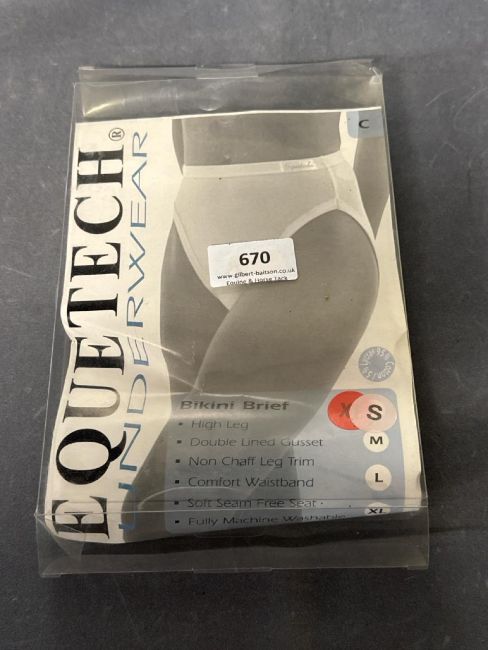 EQUETECH®
UNDERWEAR
C
670
www.gilbert-baitson.co.uk
Equine & Horse Tack
Bikini Brief
▪ High Leg
▪ Double Lined Gusset
▪ Non Chaff Leg Trim
▪ Comfort Waistband
▪ Soft Seam Free Seat
▪ Fully Machine Washable
X S
M
L
XL